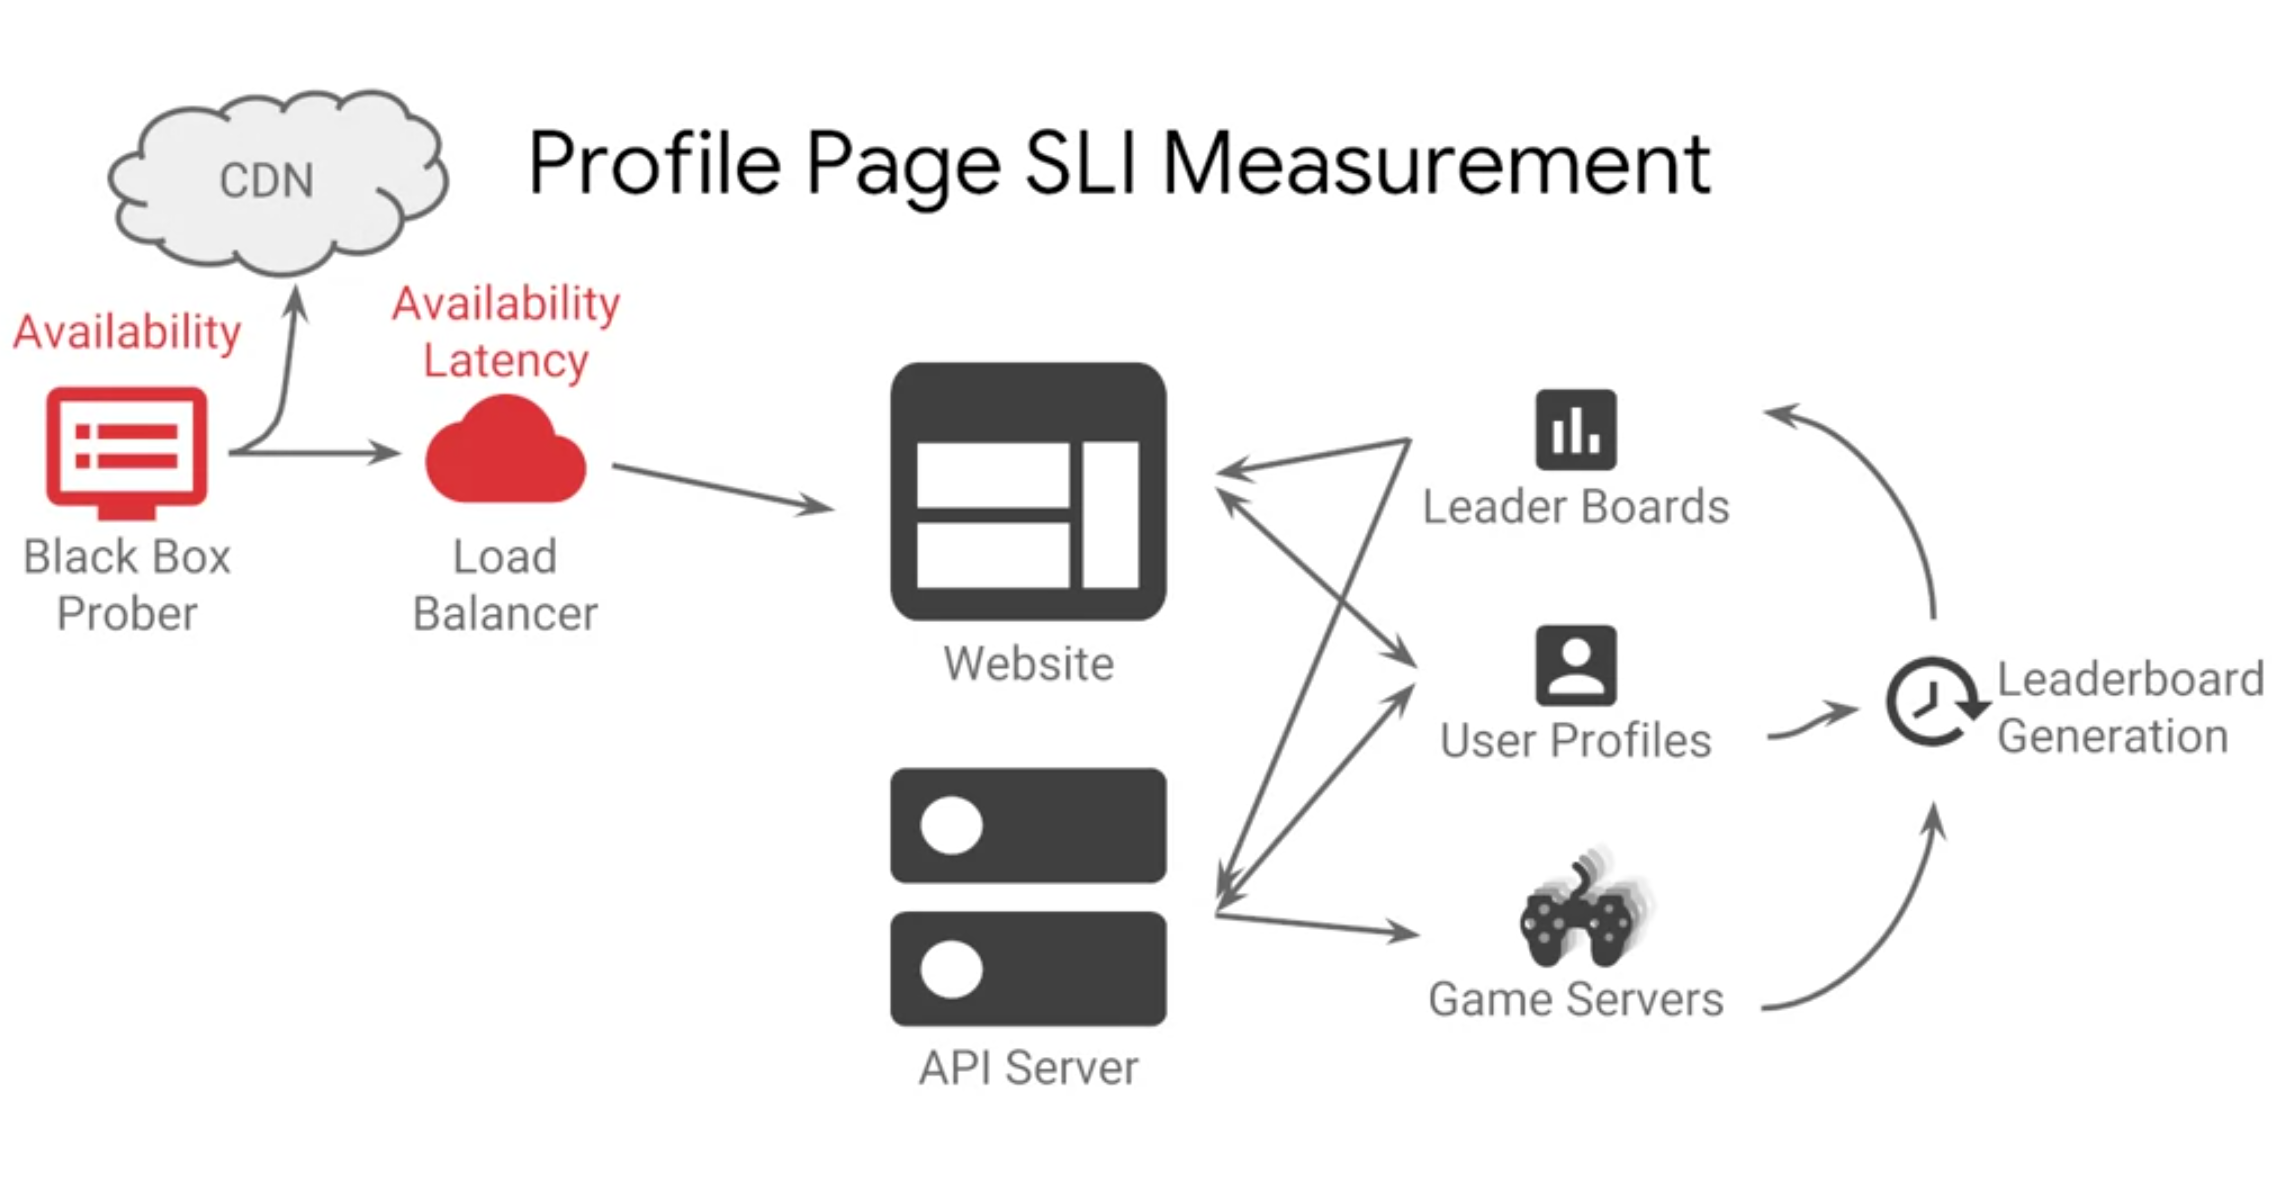 CDN
Profile Page SLI Measurement
Availability
Availability
Latency
Black Box
Prober
Load
Balancer
Website
API Server
Leader Boards
User Profiles
Game Servers
Leaderboard
Generation